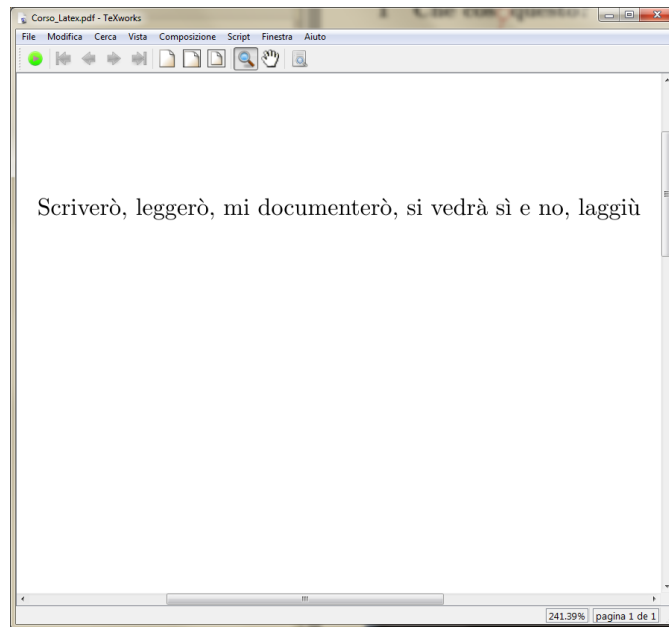 Corso_Latex.pdf - TeXworks
File Modifica Cerca Vista Composizione Script Finestra Aiuto
Scriverò, leggerò, mi documenterò, si vedrà sì e no, laggiù
241.39% pagina 1 de 1